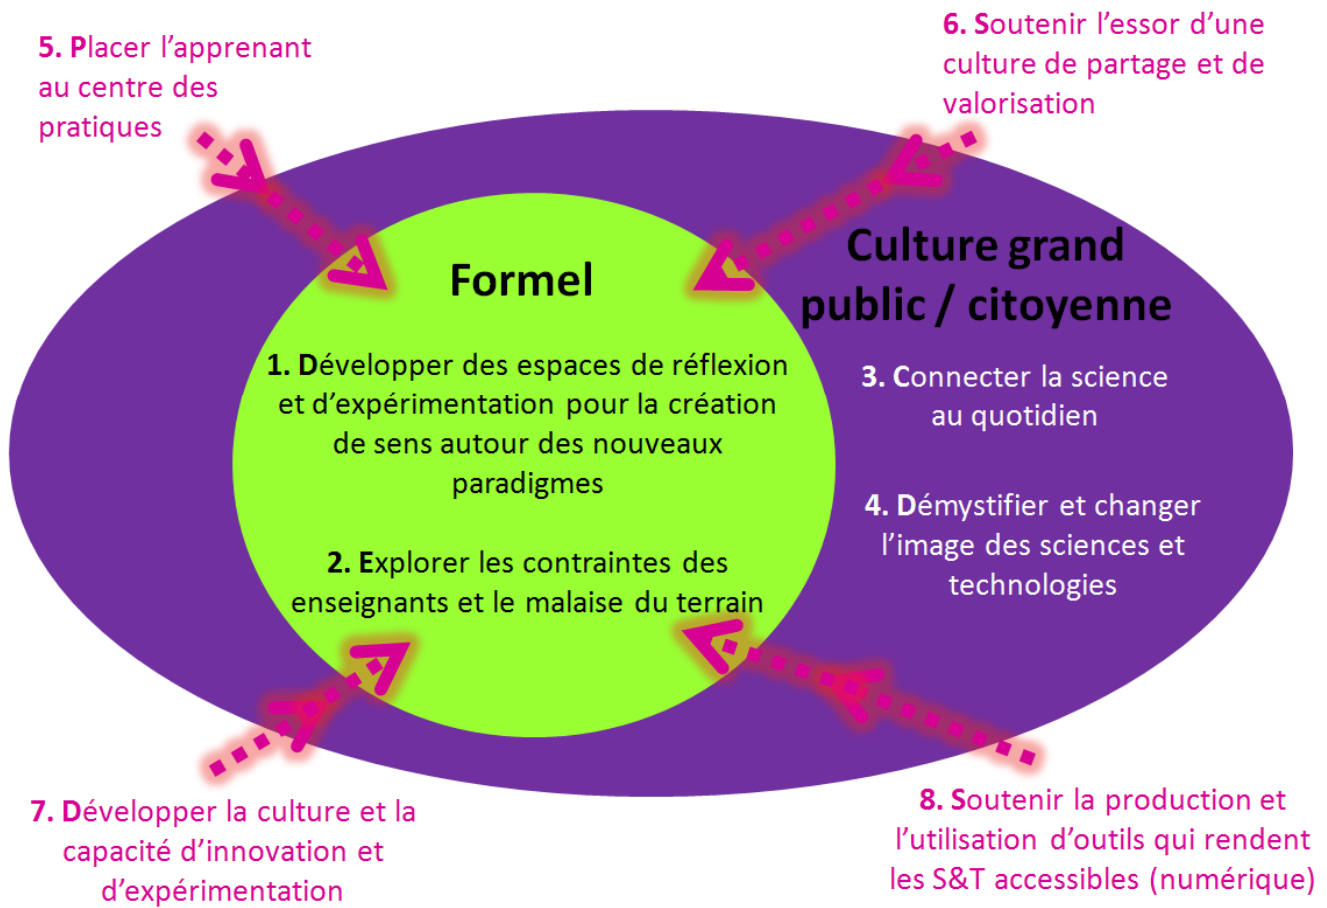 5. Placer l’apprenant
au centre des
pratiques
6. Soutenir l’essor d’une
culture de partage et de
valorisation
Formel
1. Développer des espaces de réflexion
et d’expérimentation pour la création
de sens autour des nouveaux
paradigmes
2. Explorer les contraintes des
enseignants et le malaise du terrain
Culture grand
public / citoyenne
3. Connecter la science
au quotidien
4. Démystifier et changer
l’image des sciences et
technologies
7. Développer la culture et la
capacité d’innovation et
d’expérimentation
8. Soutenir la production et
l’utilisation d’outils qui rendent
les S&T accessibles (numérique)